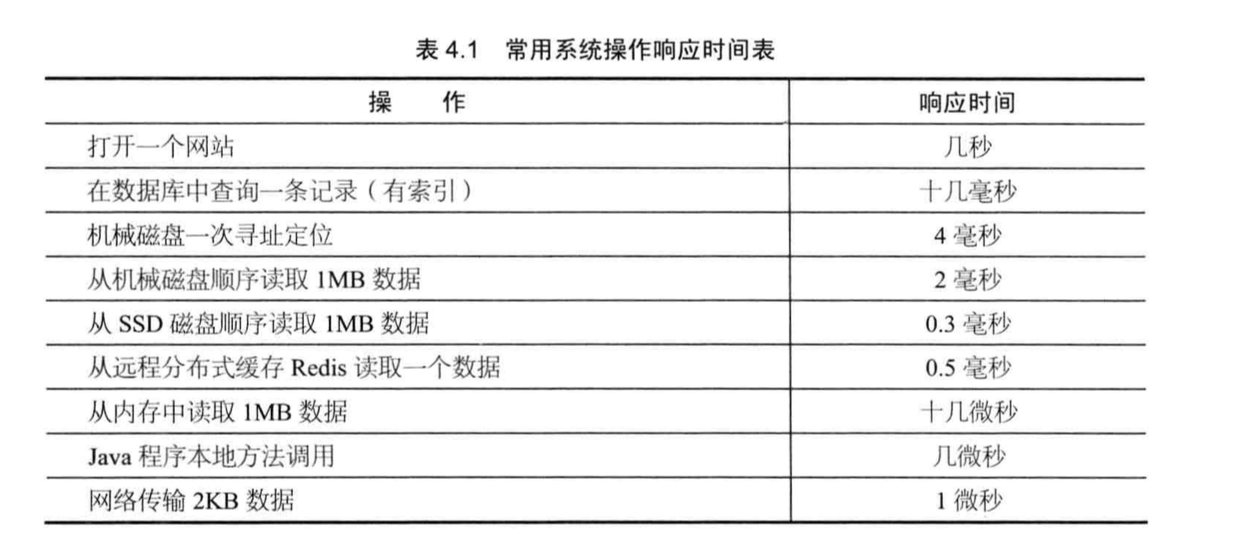 表 4.1 常用系统操作响应时间表
操 作 响应时间
打开一个网站 几秒
在数据库中查询一条记录（有索引） 十几毫秒
机械磁盘一次寻址定位 4 毫秒
从机械磁盘顺序读取 1MB 数据 2 毫秒
从 SSD 磁盘顺序读取 1MB 数据 0.3 毫秒
从远程分布式缓存 Redis 读取一个数据 0.5 毫秒
从内存中读取 1MB 数据 十几微秒
Java 程序本地方法调用 几微秒
网络传输 2KB 数据 1 微秒